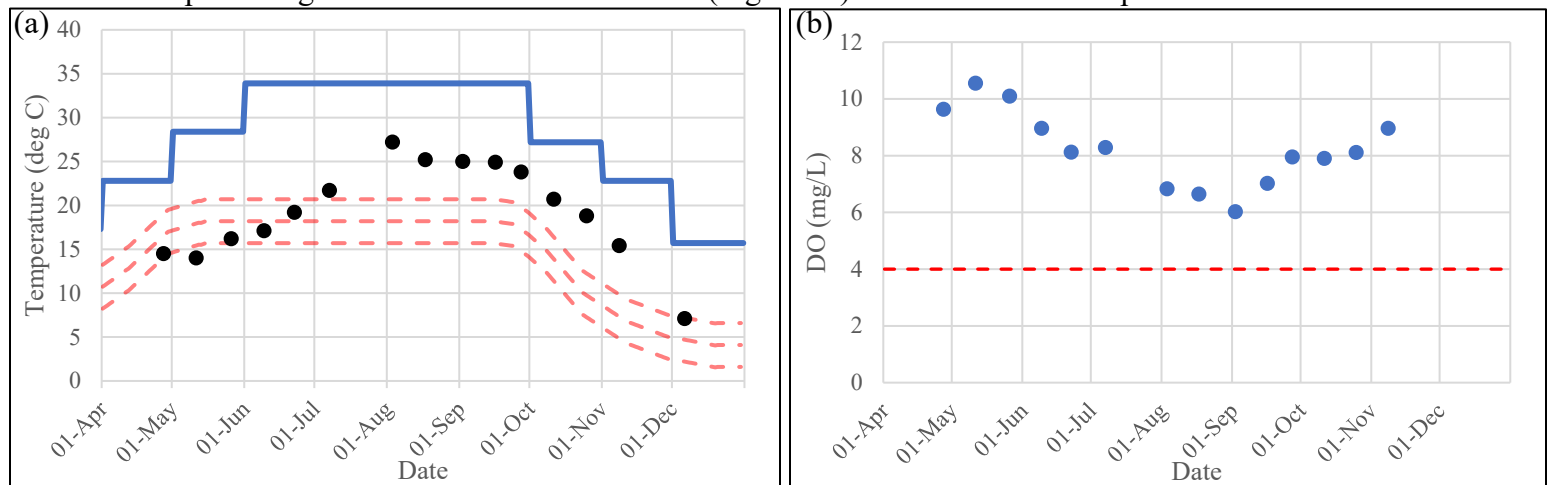 (a)
40
35
30
25
20
15
10
5
0
Temperature (deg C)
01-Apr
01-May
01-Jun
01-Jul
01-Aug
01-Sep
01-Oct
01-Nov
01-Dec
Date
(b)
12
10
8
6
4
2
0
DO (mg/L)
01-Apr
01-May
01-Jun
01-Jul
01-Aug
01-Sep
01-Oct
01-Nov
01-Dec
Date